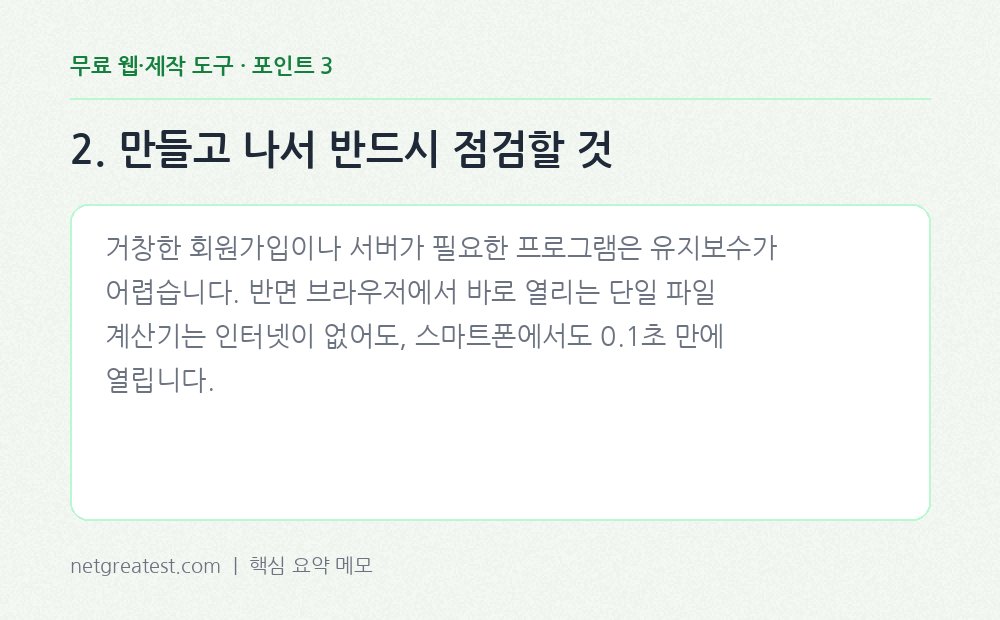 무료 웹·제작 도구 · 포인트 3
2. 만들고 나서 반드시 점검할 것
거창한 회원가입이나 서버가 필요한 프로그램은 유지보수가
어렵습니다. 반면 브라우저에서 바로 열리는 단일 파일
계산기는 인터넷이 없어도, 스마트폰에서도 0.1초 만에
열립니다.
netgreatest.com | 핵심 요약 메모